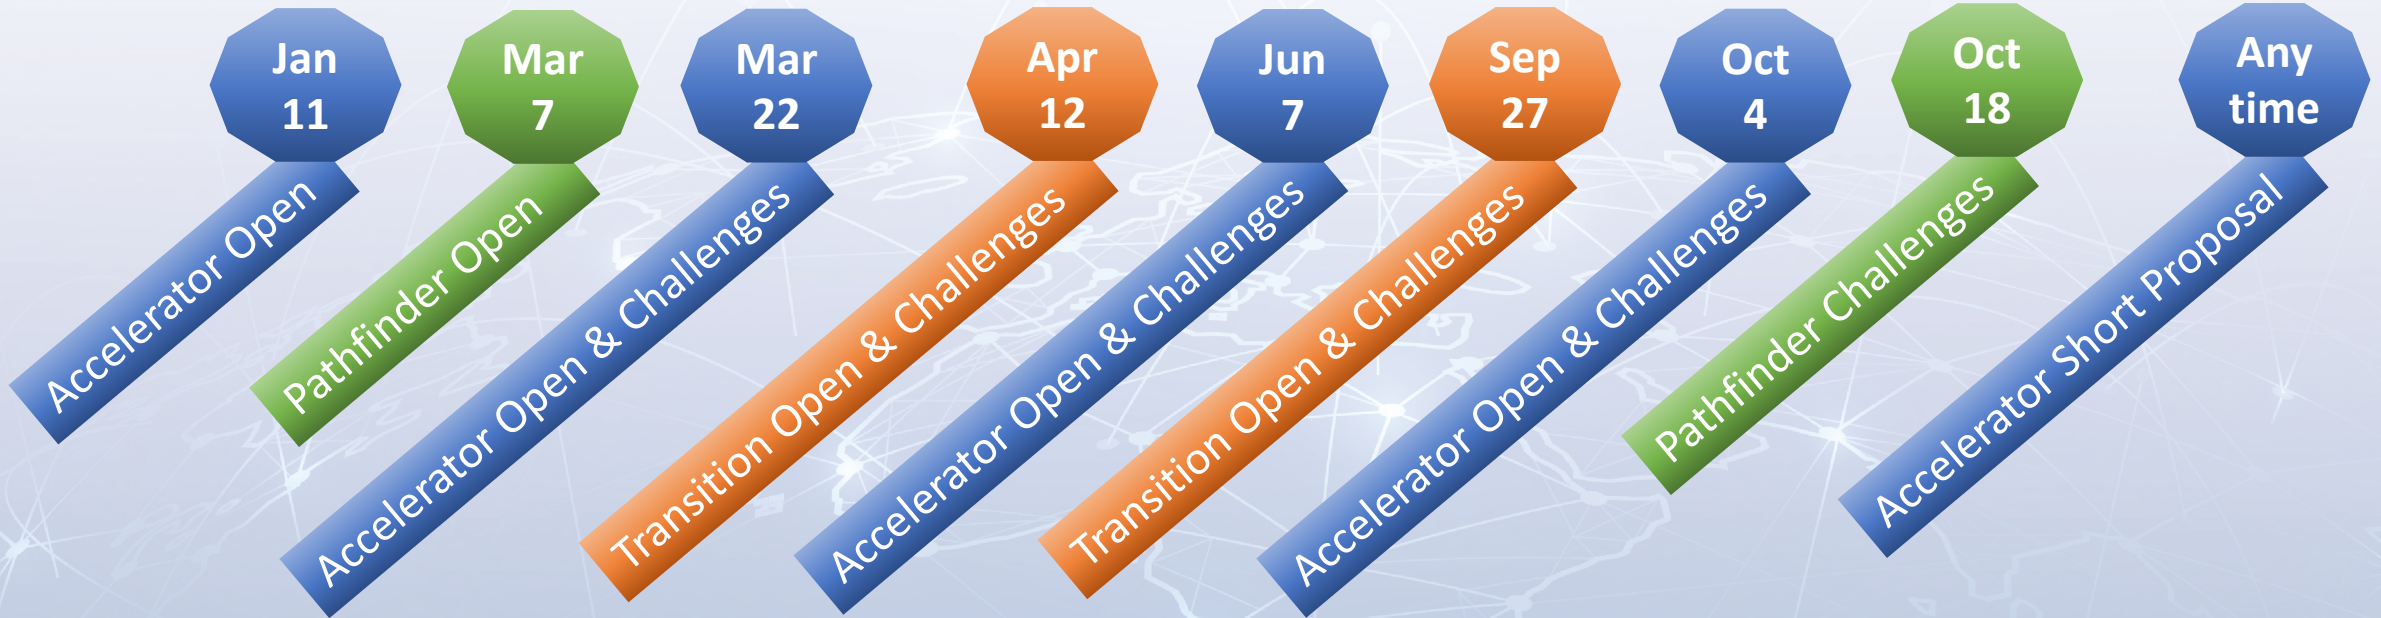 Jan
11
Accelerator Open
Mar
7
Pathfinder Open
Mar
22
Accelerator Open & Challenges
Apr
12
Transition Open & Challenges
Jun
7
Accelerator Open & Challenges
Sep
27
Transition Open & Challenges
Oct
4
Accelerator Open & Challenges
Oct
18
Pathfinder Challenges
Any
time
Accelerator Short Proposal